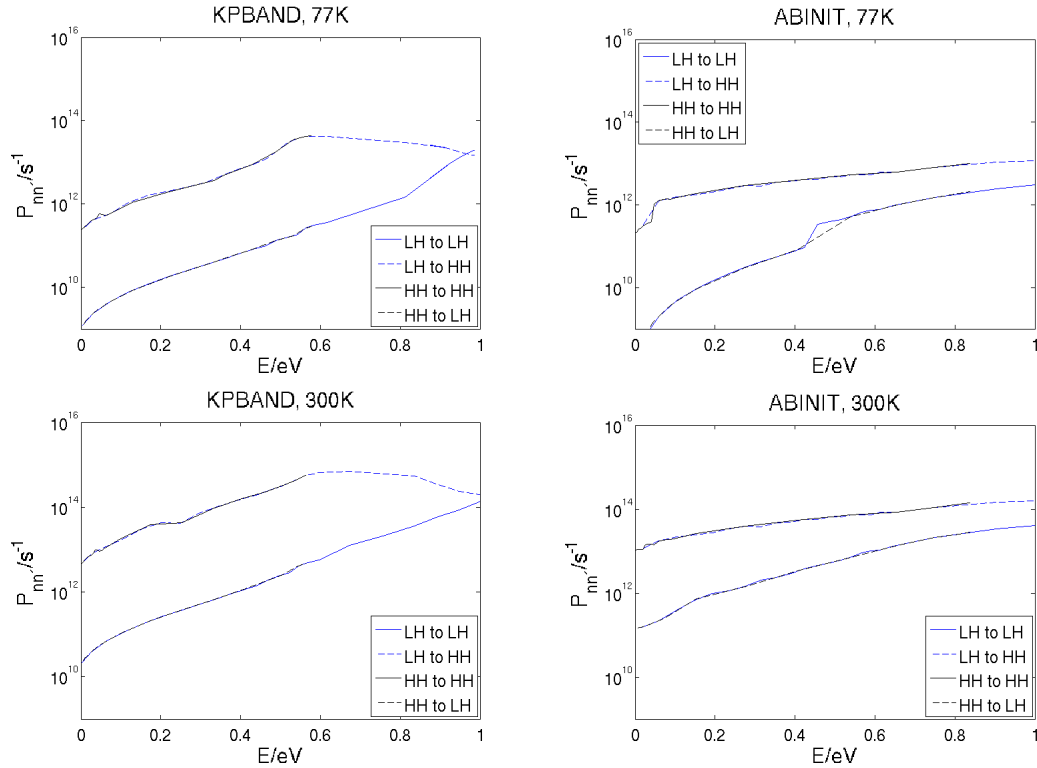 KPBAND, 77K
10^16
10^14
10^12
10^10
P_nn´/s^-1
0 0.2 0.4 0.6 0.8 1
E/eV
LH to LH
LH to HH
HH to HH
HH to LH
ABINIT, 77K
10^16
10^14
10^12
10^10
P_nn´/s^-1
0 0.2 0.4 0.6 0.8 1
E/eV
LH to LH
LH to HH
HH to HH
HH to LH
KPBAND, 300K
10^16
10^14
10^12
10^10
P_nn´/s^-1
0 0.2 0.4 0.6 0.8 1
E/eV
LH to LH
LH to HH
HH to HH
HH to LH
ABINIT, 300K
10^16
10^14
10^12
10^10
P_nn´/s^-1
0 0.2 0.4 0.6 0.8 1
E/eV
LH to LH
LH to HH
HH to HH
HH to LH